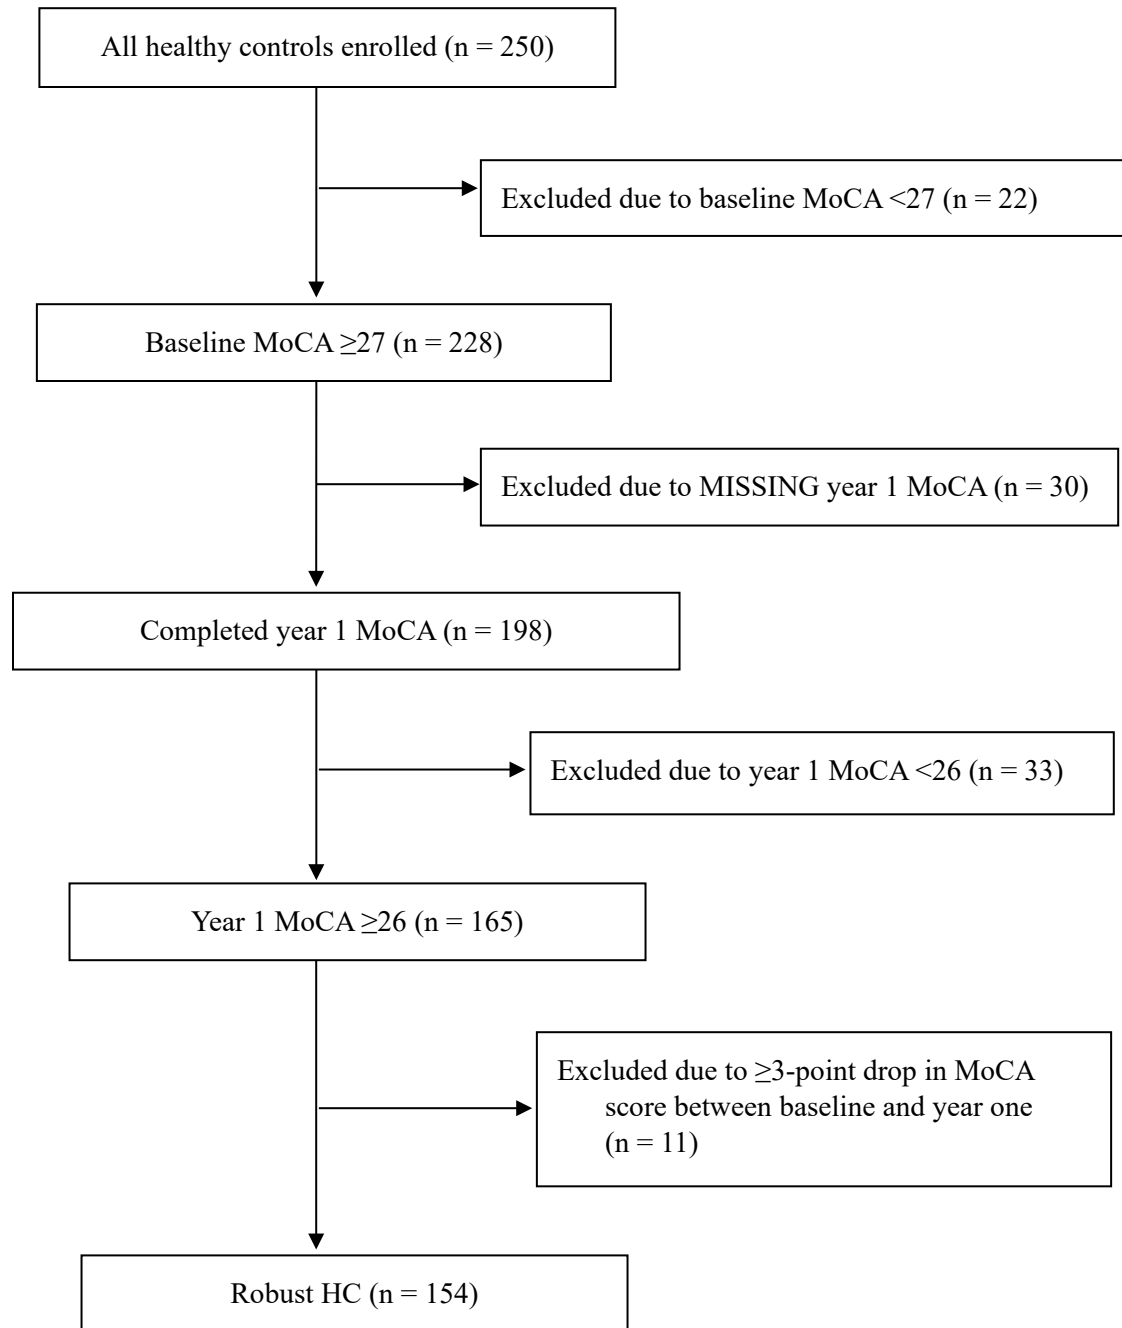 All healthy controls enrolled (n = 250)
Excluded due to baseline MoCA <27 (n = 22)
Baseline MoCA ≥27 (n = 228)
Excluded due to MISSING year 1 MoCA (n = 30)
Completed year 1 MoCA (n = 198)
Excluded due to year 1 MoCA <26 (n = 33)
Year 1 MoCA ≥26 (n = 165)
Excluded due to ≥3-point drop in MoCA
score between baseline and year one
(n = 11)
Robust HC (n = 154)